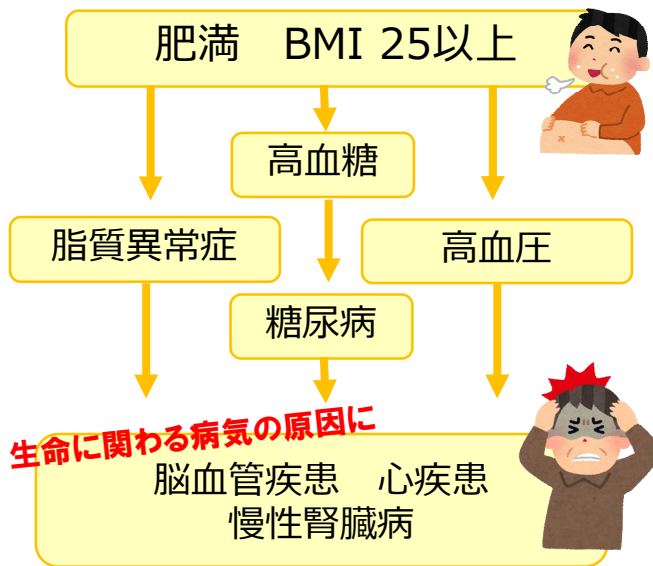 肥満　BMI 25以上
高血糖
脂質異常症
高血圧
糖尿病
生命に関わる病気の原因に
脳血管疾患　心疾患
慢性腎臓病